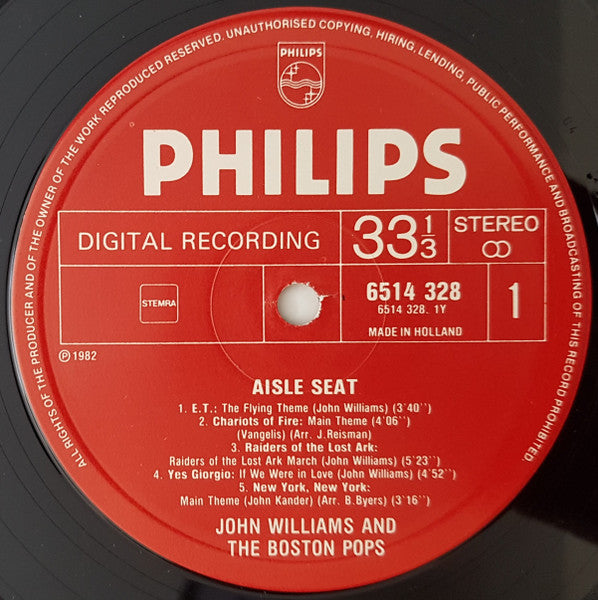 ALL RIGHTS OF THE PRODUCER AND OF THE OWNER OF THE WORK REPRODUCED RESERVED. UNAUTHORISED COPYING, HIRING, LENDING, PUBLIC PERFORMANCE AND BROADCASTING OF THIS RECORD PROHIBITED.
PHILIPS
PHILIPS
DIGITAL RECORDING
33 1/3
STEREO
STEMRA
6514 328
6514 328. 1Y
MADE IN HOLLAND
1
℗ 1982
AISLE SEAT
1. E.T.: The Flying Theme (John Williams) (3'40'')
2. Chariots of Fire: Main Theme (4'06'')
(Vangelis) (Arr. J.Reisman)
3. Raiders of the Lost Ark:
Raiders of the Lost Ark March (John Williams) (5'23'')
4. Yes Giorgio: If We Were in Love (John Williams) (4'52'')
5. New York, New York:
Main Theme (John Kander) (Arr. B.Byers) (3'16'')
JOHN WILLIAMS AND
THE BOSTON POPS